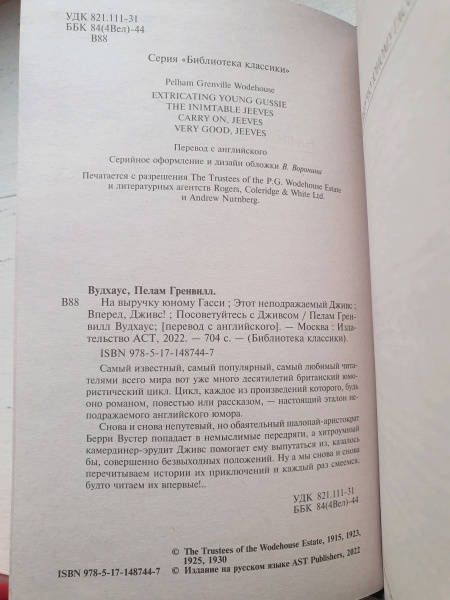 УДК 821.111-31
ББК 84(4Вел)-44
В88
Серия «Библиотека классики»
Pelham Grenville Wodehouse
EXTRICATING YOUNG GUSSIE
THE INIMTABLE JEEVES
CARRY ON, JEEVES
VERY GOOD, JEEVES
Перевод с английского
Серийное оформление и дизайн обложки В. Воронина
Печатается с разрешения The Trustees of the P.G. Wodehouse Estate
и литературных агентств Rogers, Coleridge & White Ltd.
и Andrew Nurnberg.
Вудхаус, Пелам Гренвилл.
В88 На выручку юному Гасси ; Этот неподражаемый Дживс ;
Вперед, Дживс! ; Посоветуйтесь с Дживсом / Пелам Грен-
вилл Вудхаус; [перевод с английского]. — Москва : Изда-
тельство АСТ, 2022. — 704 с. — (Библиотека классики).
ISBN 978-5-17-148744-7
Самый известный, самый популярный, самый любимый чита-
телями всего мира вот уже много десятилетий британский юмо-
ристический цикл. Цикл, каждое из произведений которого, будь
оно романом, повестью или рассказом, — настоящий эталон не-
подражаемого английского юмора.
Снова и снова непутевый, но обаятельный шалопай-аристократ
Берри Вустер попадает в немыслимые передряги, а хитроумный
камердинер-эрудит Дживс помогает ему выпутаться из, казалось
бы, совершенно безвыходных положений. Ну а мы снова и снова
перечитываем истории их приключений и каждый раз смеемся,
будто читаем их впервые!..
УДК 821.111-31
ББК 84(4Вел)-44
© The Trustees of the Wodehouse Estate, 1915, 1923,
1925, 1930
ISBN 978-5-17-148744-7 © Издание на русском языке AST Publishers, 2022